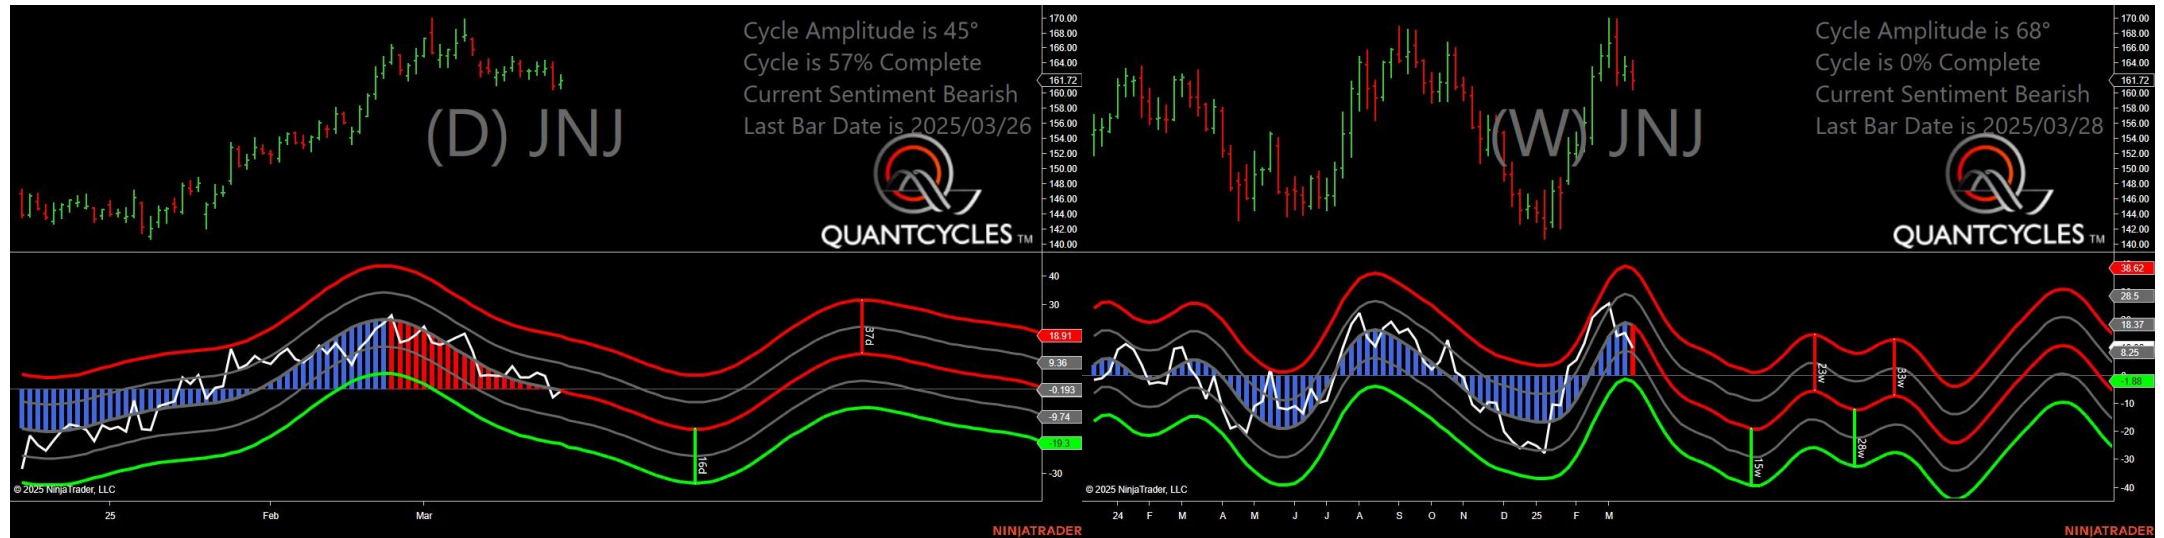 Cycle Amplitude is 45°
Cycle is 57% Complete
Current Sentiment Bearish
Last Bar Date is 2025/03/26
(D) JNJ
QUANTCYCLES TM
170.00
168.00
166.00
164.00
161.72
160.00
158.00
156.00
154.00
152.00
150.00
148.00
146.00
144.00
142.00
140.00
40
30
18.91
9.36
-0.193
-9.74
-19.3
-30
37d
16d
© 2025 NinjaTrader, LLC
25 Feb Mar
NINJATRADER
Cycle Amplitude is 68°
Cycle is 0% Complete
Current Sentiment Bearish
Last Bar Date is 2025/03/28
(W) JNJ
QUANTCYCLES TM
170.00
168.00
166.00
164.00
161.72
160.00
158.00
156.00
154.00
152.00
150.00
148.00
146.00
144.00
142.00
140.00
38.62
28.5
18.37
8.25
-1.88
-10
-20
-30
-40
23w
33w
15w
28w
© 2025 NinjaTrader, LLC
24 F M A M J J A S O N D 25 F M
NINJATRADER